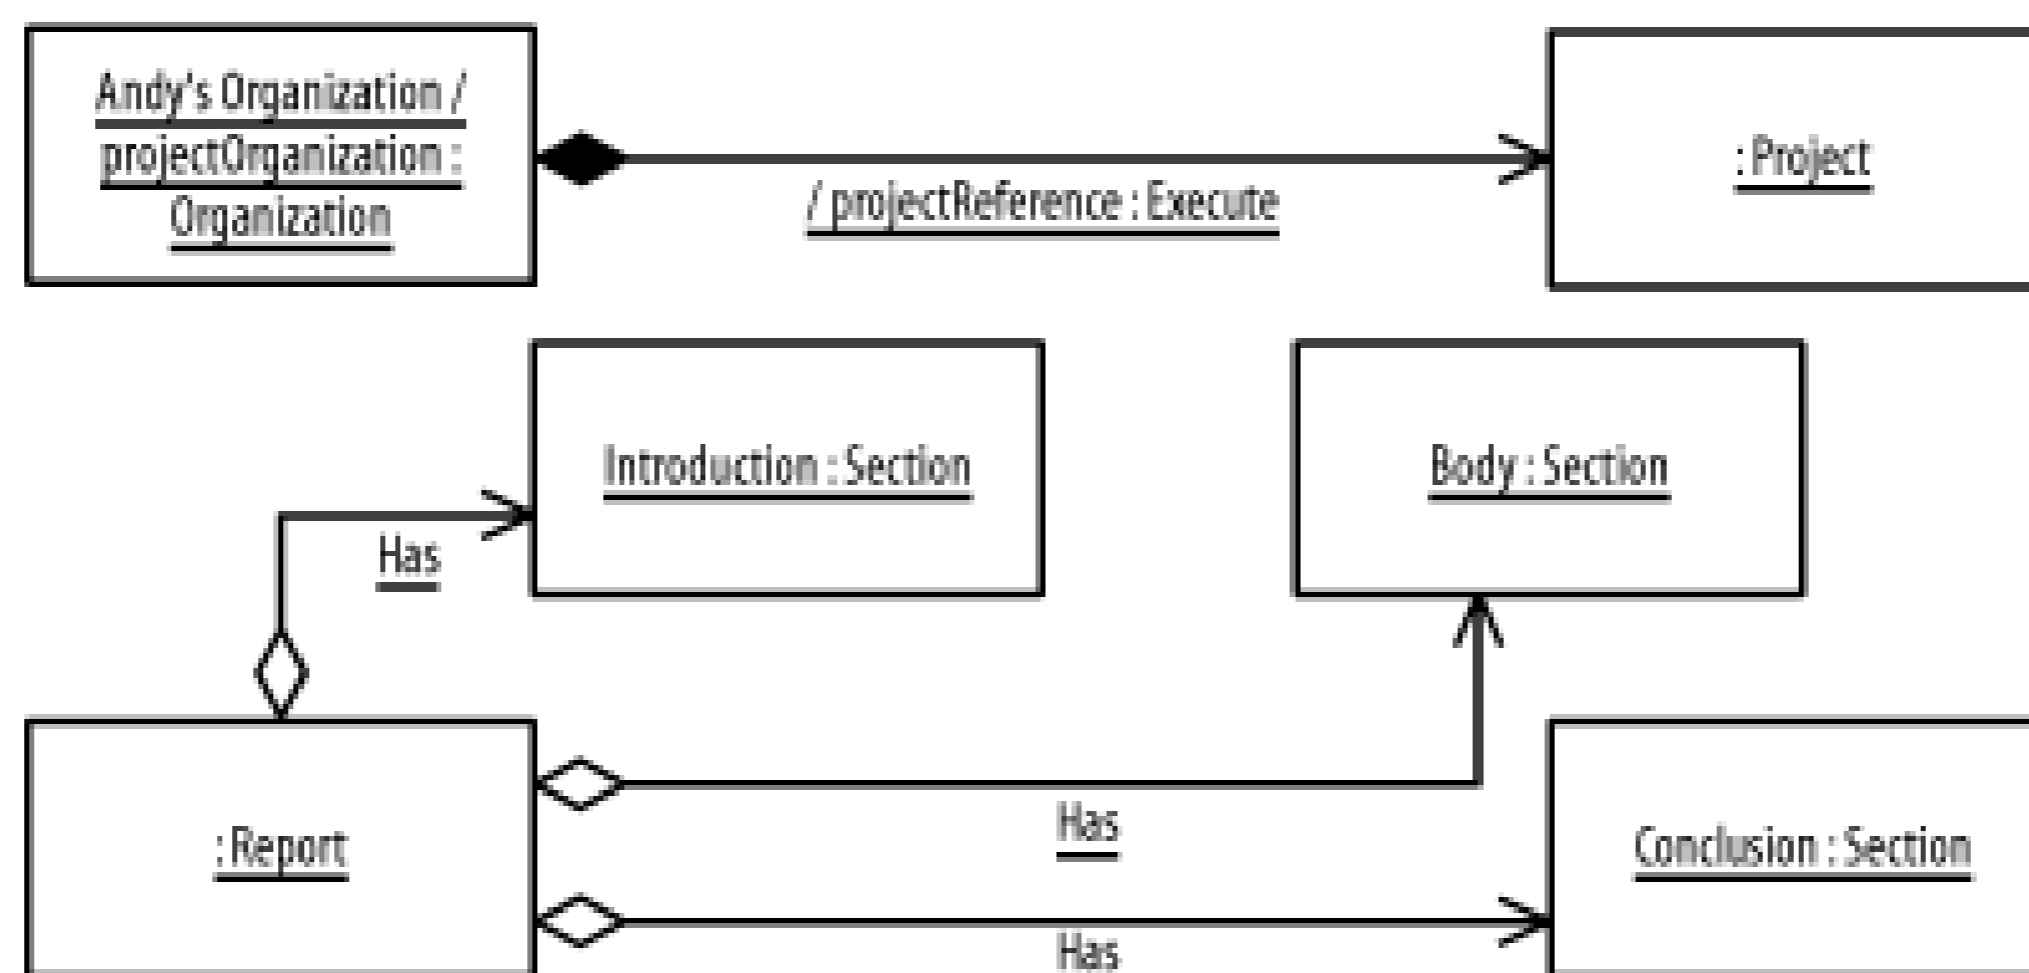 Andy's Organization /
projectOrganization :
Organization
/ projectReference : Execute
: Project
Introduction : Section
Body : Section
Has
: Report
Has
Conclusion : Section
Has